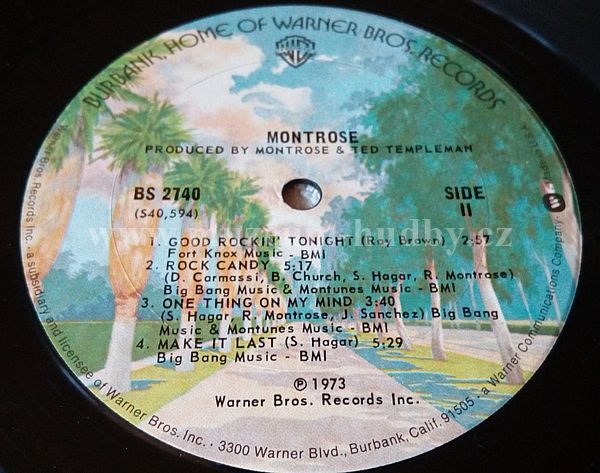 BURBANK, HOME OF WARNER BROS. RECORDS
MONTROSE
PRODUCED BY MONTROSE & TED TEMPLEMAN
BS 2740
(S40,594)
SIDE
II
1. GOOD ROCKIN' TONIGHT (Roy Brown) 2:57
Fort Knox Music - BMI
2. ROCK CANDY 5:17
(D. Carmassi, B. Church, S. Hagar, R. Montrose)
Big Bang Music & Montunes Music - BMI
3. ONE THING ON MY MIND 3:40
(S. Hagar, R. Montrose, J. Sanchez) Big Bang
Music & Montunes Music - BMI
4. MAKE IT LAST (S. Hagar) 5:29
Big Bang Music - BMI
℗ 1973
Warner Bros. Records Inc.
Warner Bros. Records Inc., a subsidiary and licensee of Warner Bros. Inc. · 3300 Warner Blvd., Burbank, Calif. 91505 · a Warner Communications Company
U.S.A.